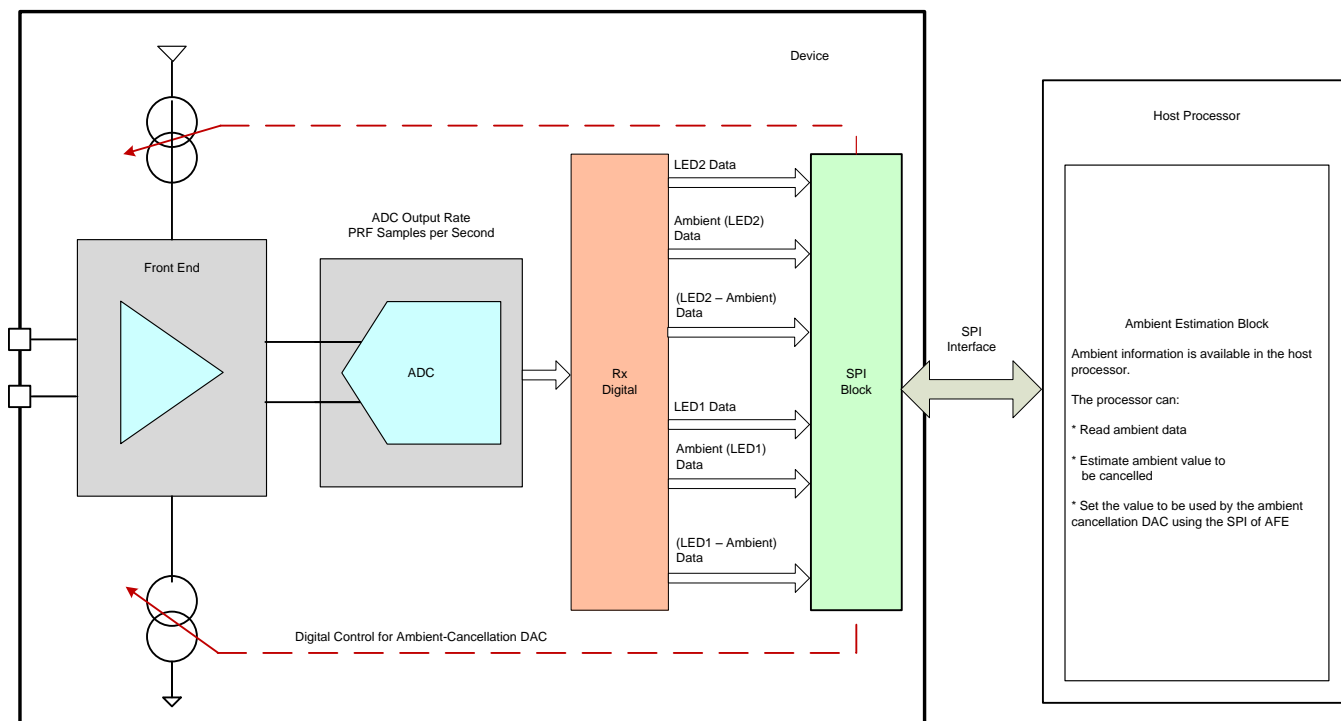 Device
Host Processor
ADC Output Rate
PRF Samples per Second
Front End
ADC
Rx
Digital
LED2 Data
Ambient (LED2)
Data
(LED2 – Ambient)
Data
LED1 Data
Ambient (LED1)
Data
(LED1 – Ambient)
Data
SPI
Block
SPI
Interface
Ambient Estimation Block
Ambient information is available in the host
processor.
The processor can:
* Read ambient data
* Estimate ambient value to
be cancelled
* Set the value to be used by the ambient
cancellation DAC using the SPI of AFE
Digital Control for Ambient-Cancellation DAC